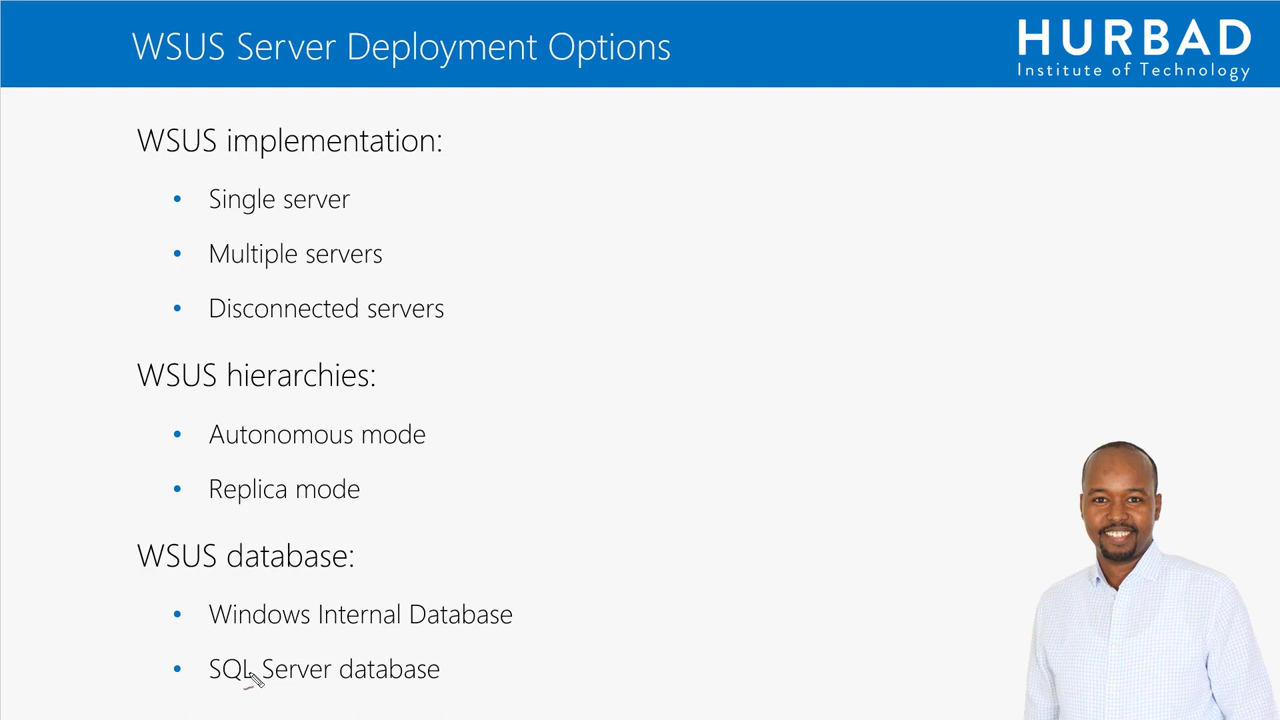 WSUS Server Deployment Options
HURBAD
Institute of Technology
WSUS implementation:
• Single server
• Multiple servers
• Disconnected servers
WSUS hierarchies:
• Autonomous mode
• Replica mode
WSUS database:
• Windows Internal Database
• SQL Server database